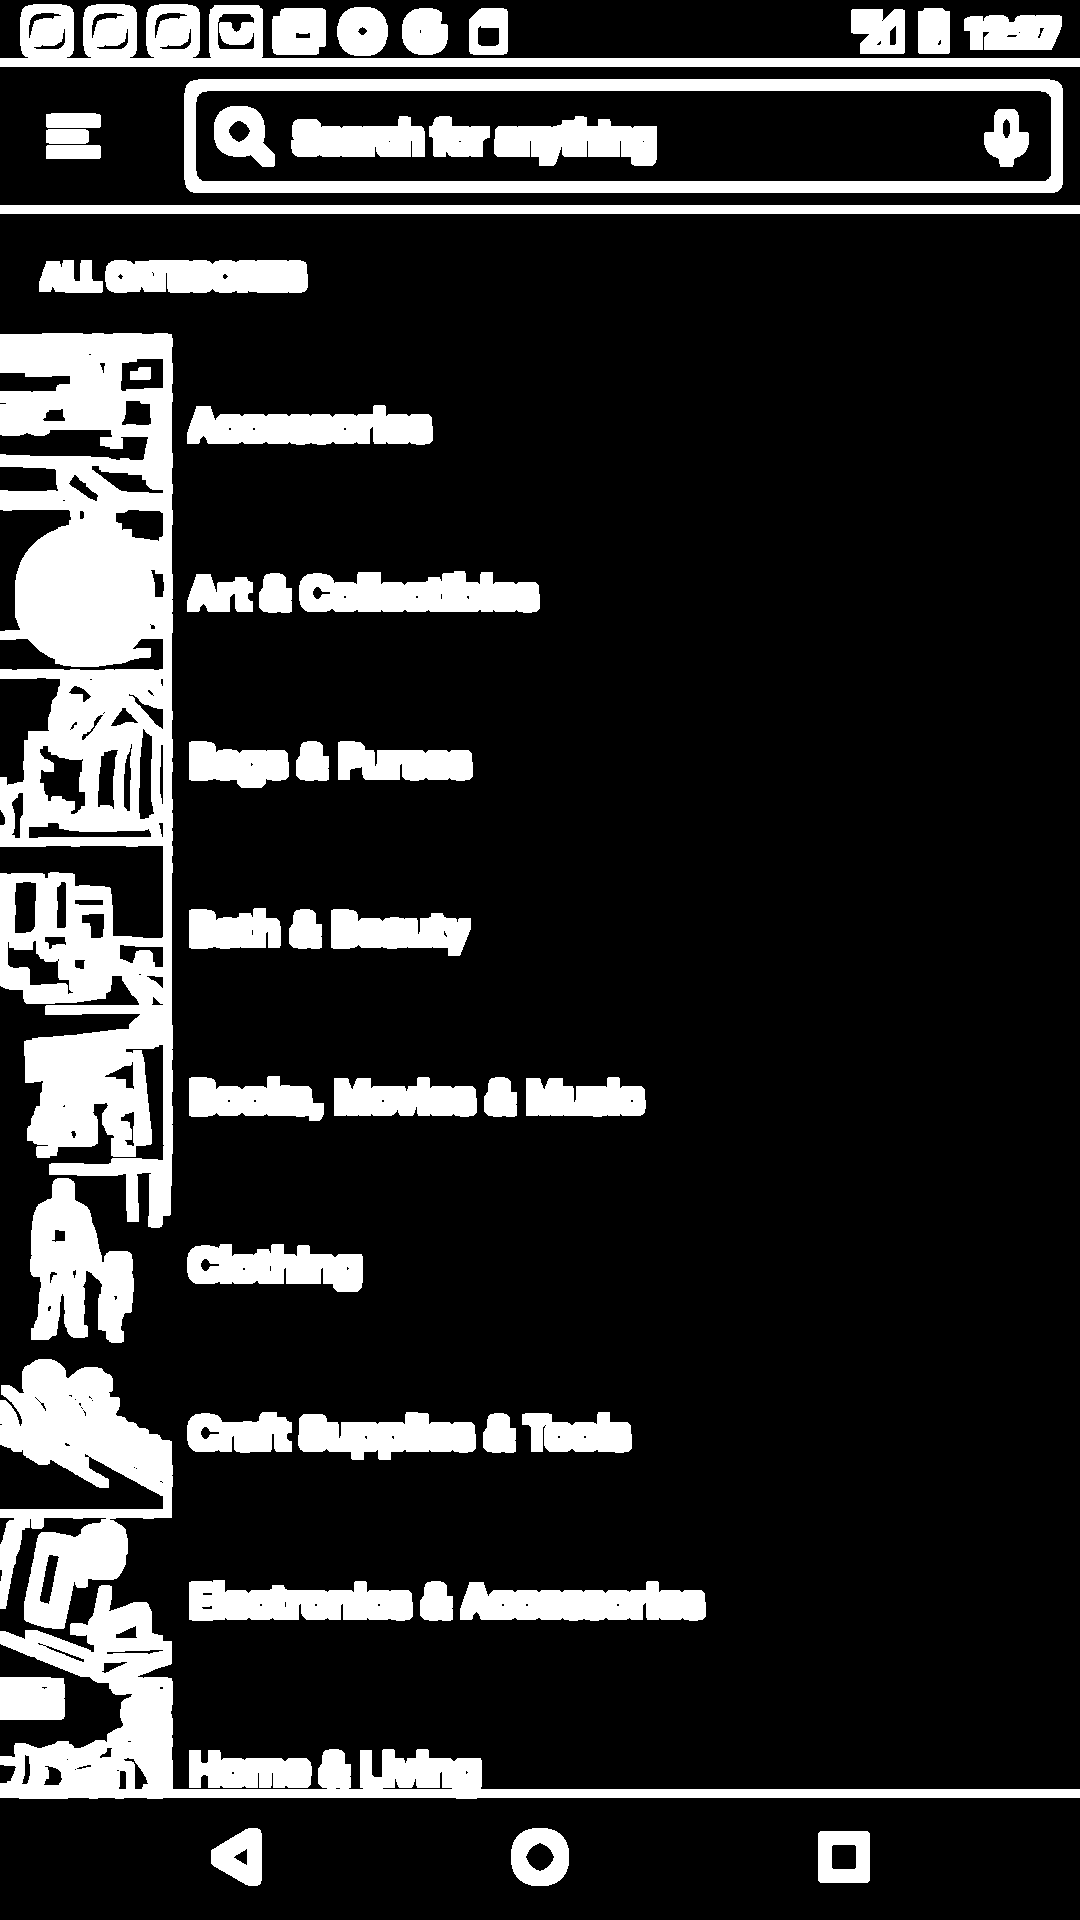 12:27
Search for anything
ALL CATEGORIES
Accessories
Art & Collectibles
Bags & Purses
Bath & Beauty
Books, Movies & Music
Clothing
Craft Supplies & Tools
Electronics & Accessories
Home & Living